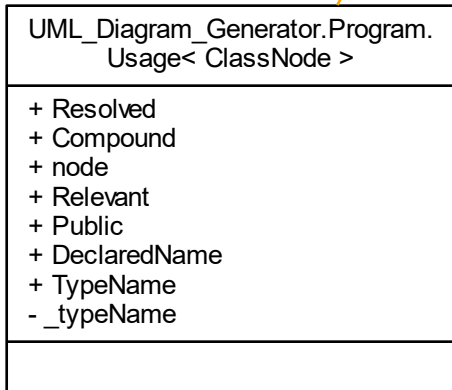 UML_Diagram_Generator.Program.
Usage< ClassNode >
+ Resolved
+ Compound
+ node
+ Relevant
+ Public
+ DeclaredName
+ TypeName
- _typeName